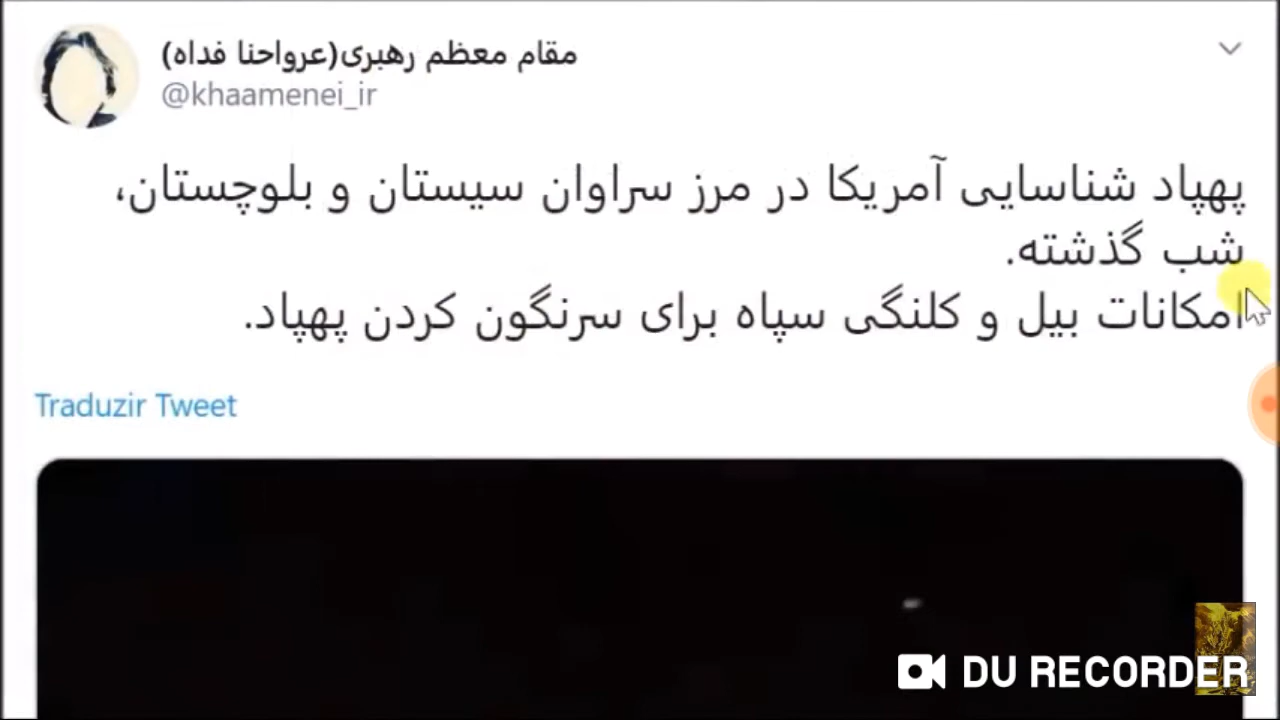 مقام معظم رهبری(عرواحنا فداه)
@khaamenei_ir
پهپاد شناسایی آمریکا در مرز سراوان سیستان و بلوچستان،
شب گذشته.
امکانات بیل و کلنگی سپاه برای سرنگون کردن پهپاد.
Traduzir Tweet
DU RECORDER